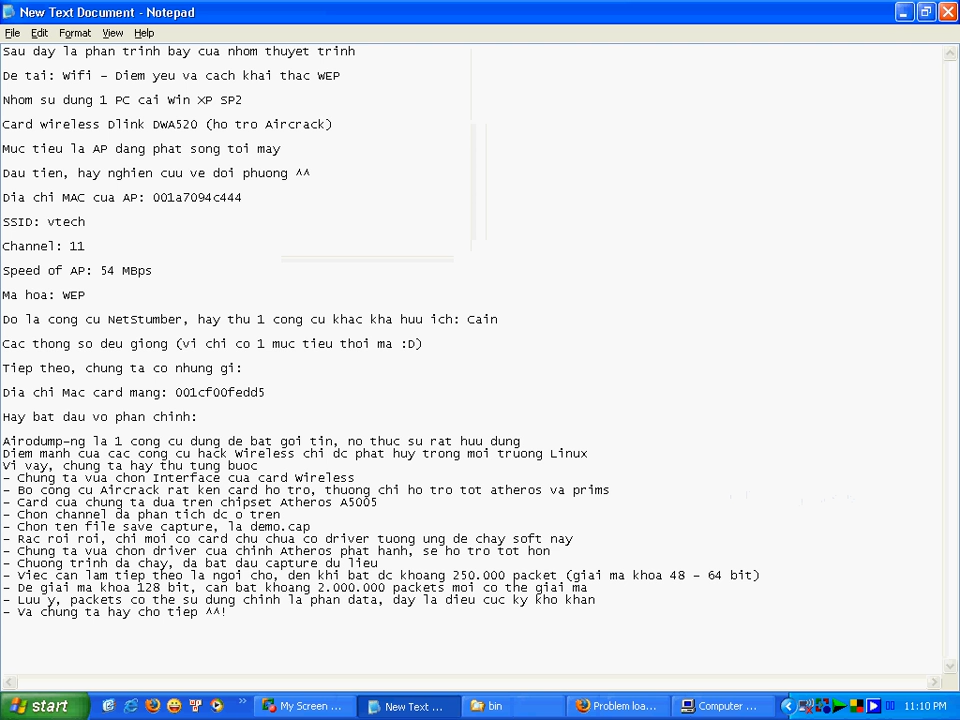 New Text Document - Notepad
File Edit Format View Help
Sau day la phan trinh bay cua nhom thuyet trinh
De tai: Wifi - Diem yeu va cach khai thac WEP
Nhom su dung 1 PC cai Win XP SP2
Card wireless Dlink DWA520 (ho tro Aircrack)
Muc tieu la AP dang phat song toi may
Dau tien, hay nghien cuu ve doi phuong ^^
Dia chi MAC cua AP: 001a7094c444
SSID: vtech
Channel: 11
Speed of AP: 54 MBps
Ma hoa: WEP
Do la cong cu NetStumber, hay thu 1 cong cu khac kha huu ich: Cain
Cac thong so deu giong (vi chi co 1 muc tieu thoi ma :D)
Tiep theo, chung ta co nhung gi:
Dia chi Mac card mang: 001cf00fedd5
Hay bat dau vo phan chinh:
Airodump-ng la 1 cong cu dung de bat goi tin, no thuc su rat huu dung
Diem manh cua cac cong cu hack Wireless chi dc phat huy trong moi truong Linux
Vi vay, chung ta hay thu tung buoc
- Chung ta vua chon Interface cua card Wireless
- Bo cong cu Aircrack rat ken card ho tro, thuong chi ho tro tot atheros va prims
- Card cua chung ta dua tren chipset Atheros A5005
- Chon channel da phan tich dc o tren
- Chon ten file save capture, la demo.cap
- Rac roi roi, chi moi co card chu chua co driver tuong ung de chay soft nay
- Chung ta vua chon driver cua chinh Atheros phat hanh, se ho tro tot hon
- Chuong trinh da chay, da bat dau capture du lieu
- Viec can lam tiep theo la ngoi cho, den khi bat dc khoang 250.000 packet (giai ma khoa 48 - 64 bit)
- De giai ma khoa 128 bit, can bat khoang 2.000.000 packets moi co the giai ma
- Luu y, packets co the su dung chinh la phan data, day la dieu cuc ky kho khan
- Va chung ta hay cho tiep ^^!
start My Screen ... New Text ... bin Problem loa... Computer ... 11:10 PM